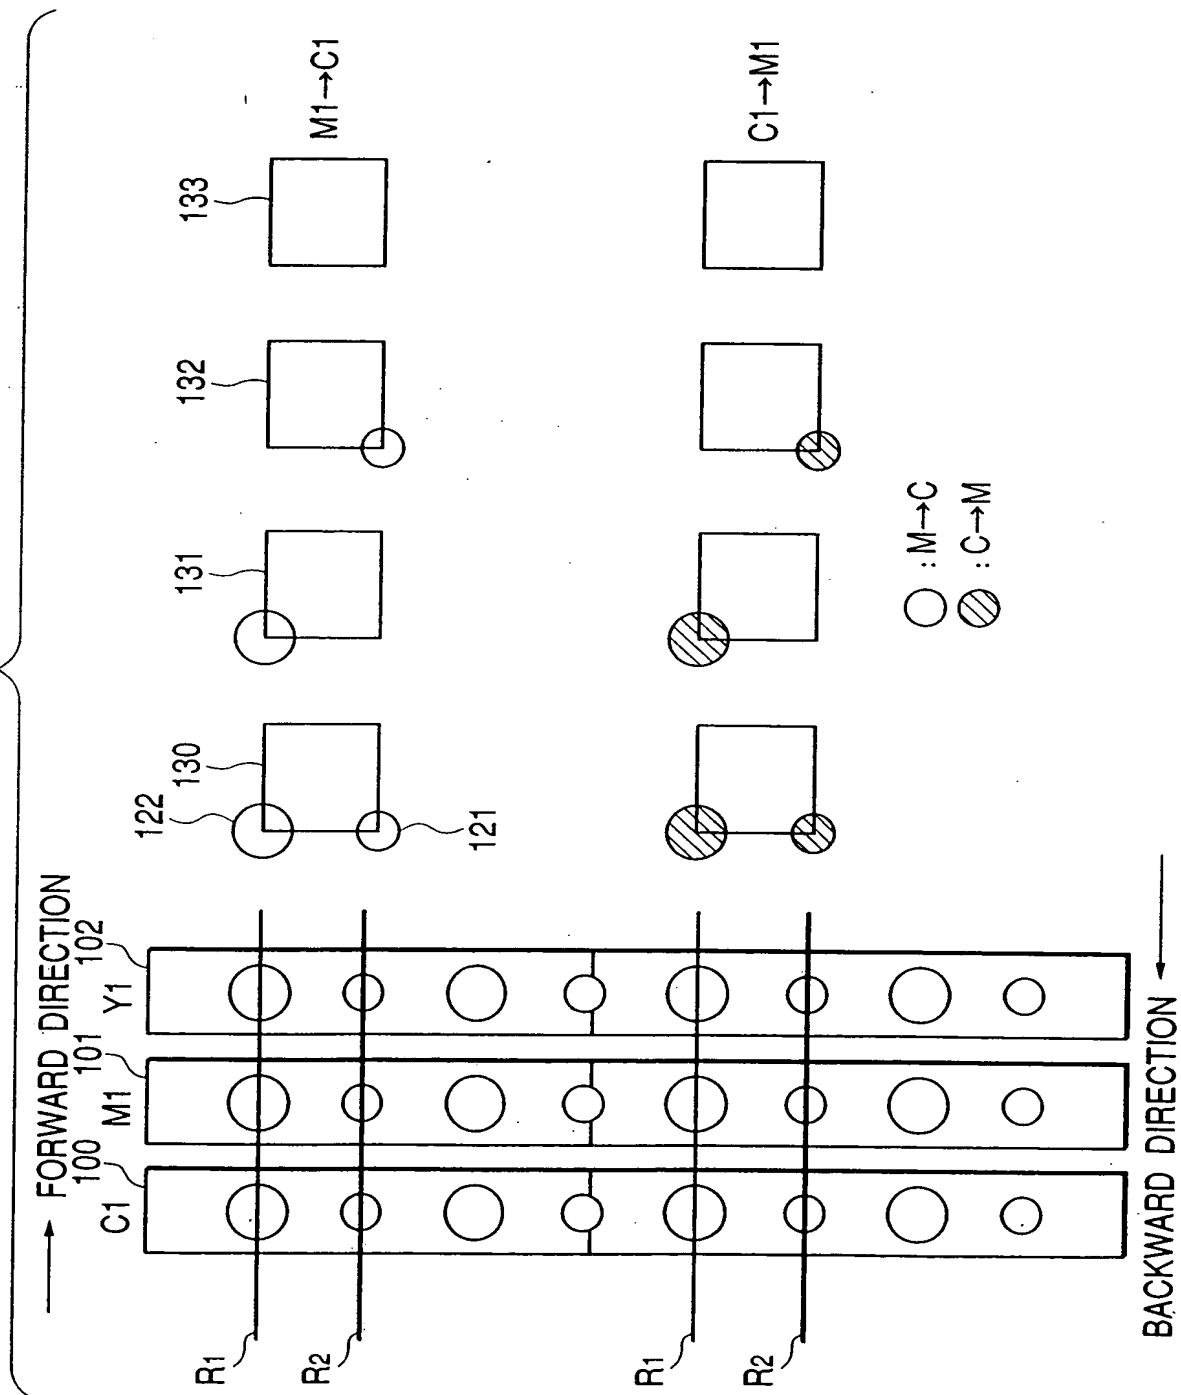 → FORWARD DIRECTION
C1 M1 Y1
100 101 102
122
121
130
131
132
133
M1→C1
R1
R2
R1
R2
C1→M1
: M→C
: C→M
BACKWARD DIRECTION ←